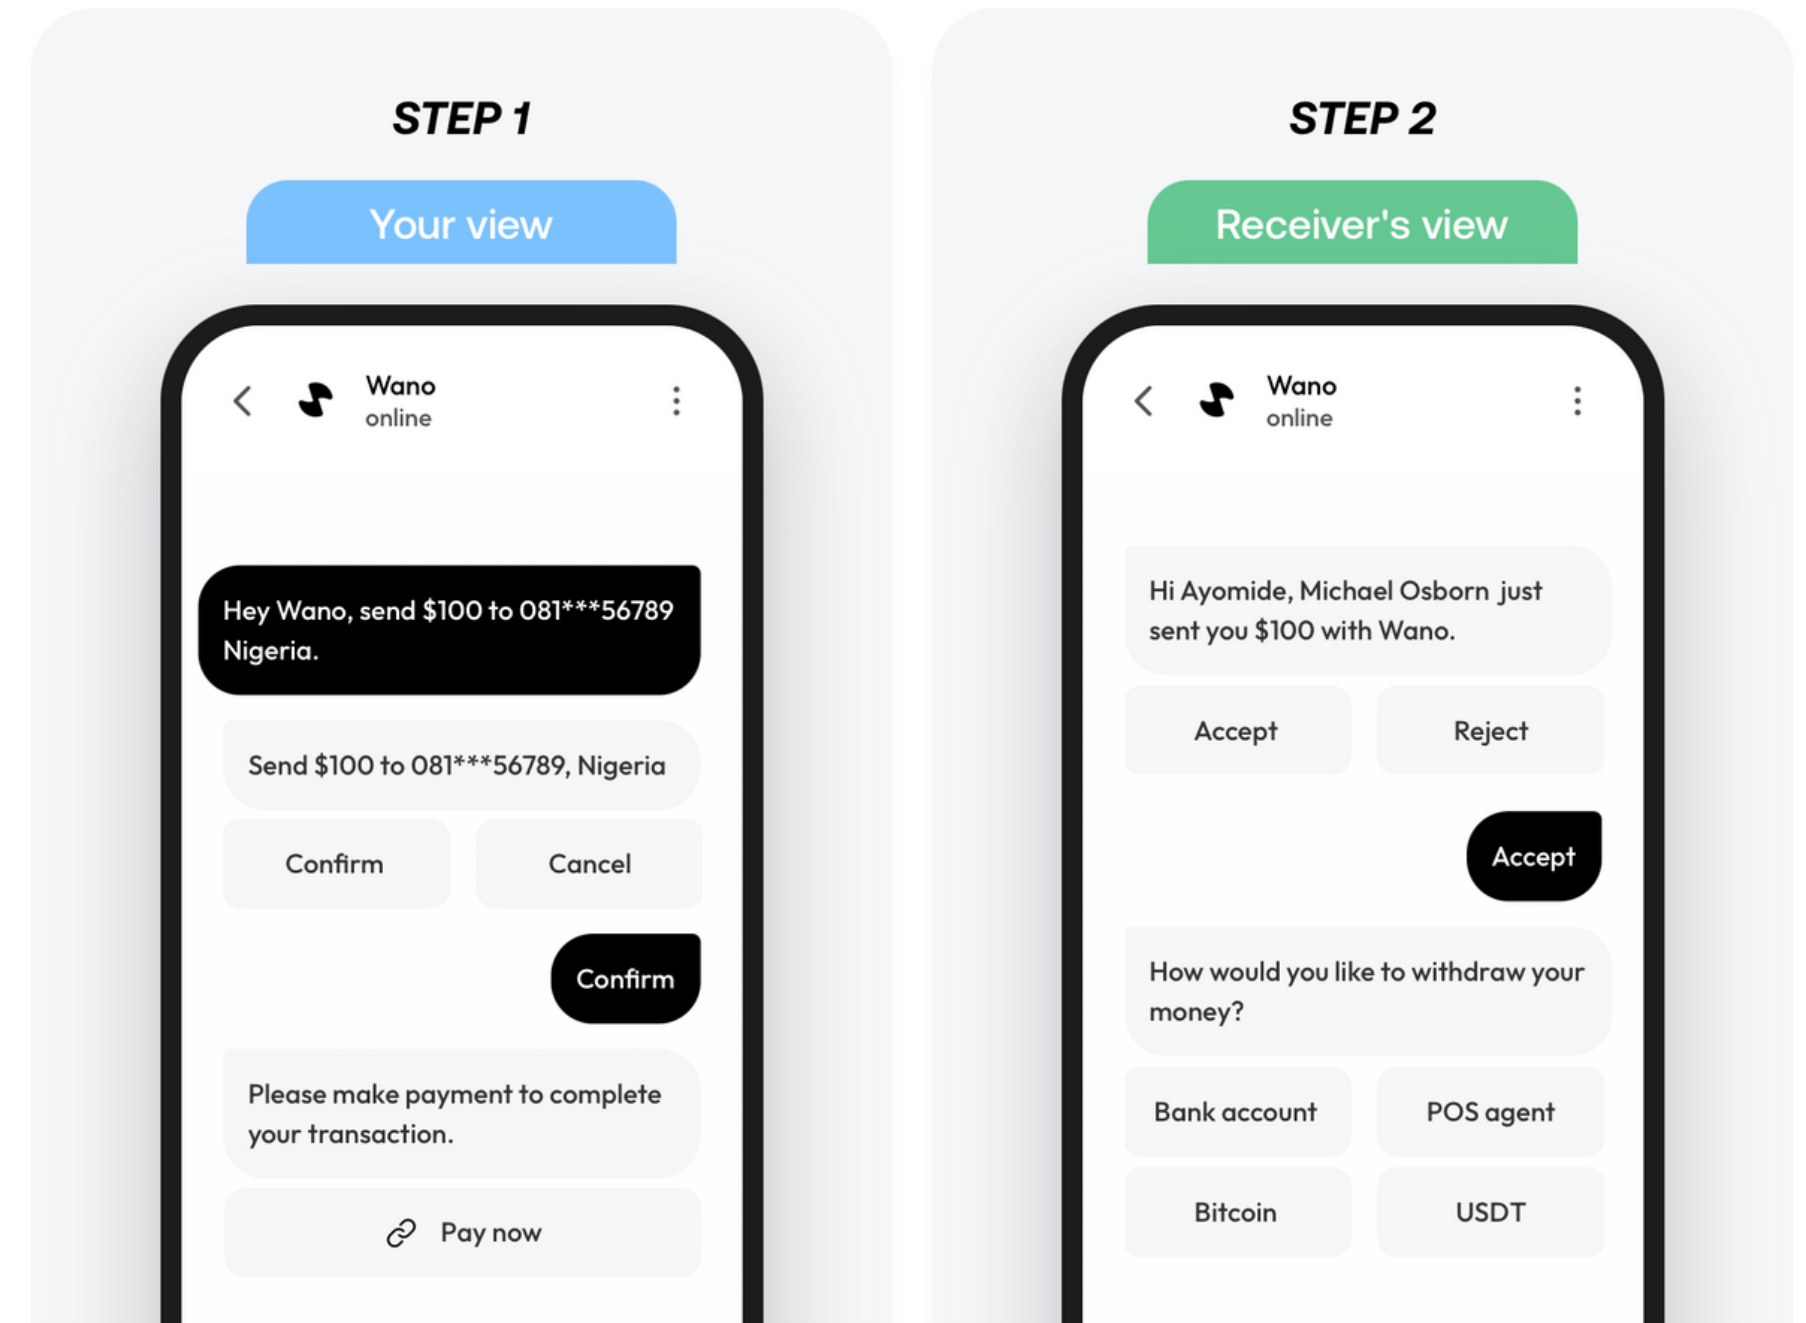 STEP 1
Your view
Wano
online
Hey Wano, send $100 to 081***56789
Nigeria.
Send $100 to 081***56789, Nigeria
Confirm
Cancel
Confirm
Please make payment to complete
your transaction.
Pay now
STEP 2
Receiver's view
Wano
online
Hi Ayomide, Michael Osborn just
sent you $100 with Wano.
Accept
Reject
Accept
How would you like to withdraw your
money?
Bank account
POS agent
Bitcoin
USDT